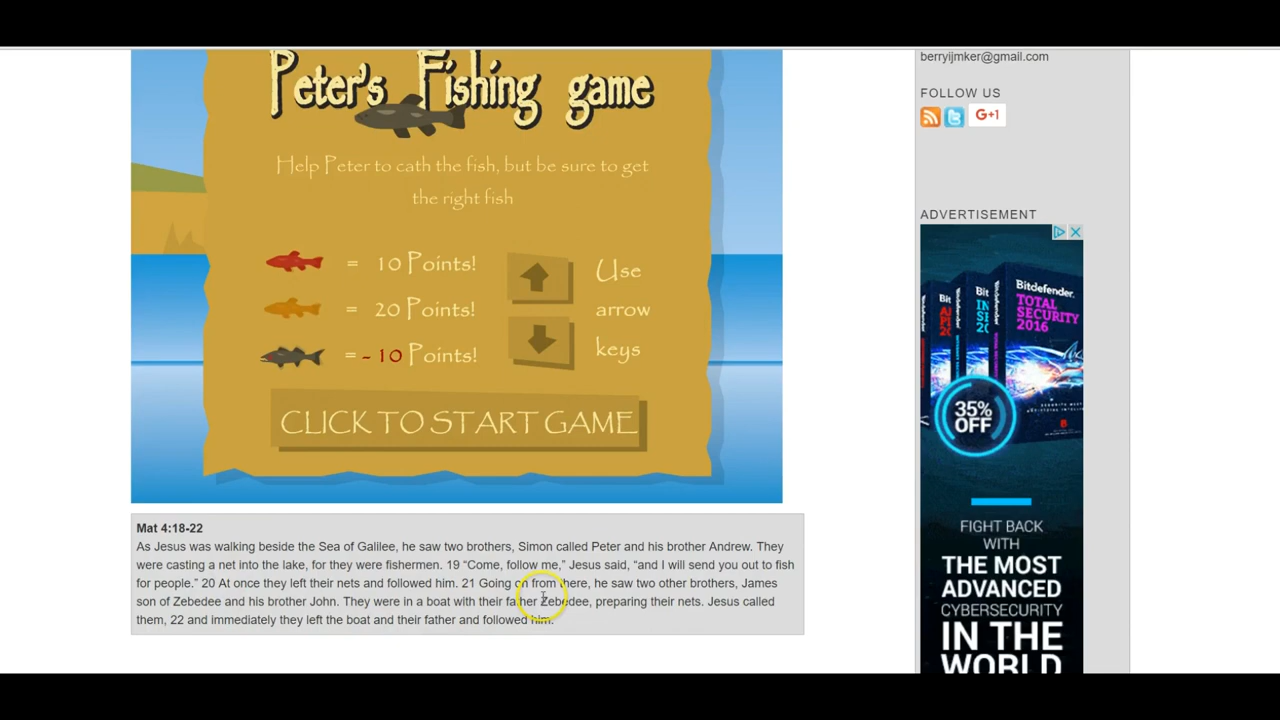 Peter's Fishing game
Help Peter to cath the fish, but be sure to get
the right fish
= 10 Points!
= 20 Points!
= - 10 Points!
Use
arrow
keys
CLICK TO START GAME
Mat 4:18-22
As Jesus was walking beside the Sea of Galilee, he saw two brothers, Simon called Peter and his brother Andrew. They
were casting a net into the lake, for they were fishermen. 19 “Come, follow me,” Jesus said, “and I will send you out to fish
for people.” 20 At once they left their nets and followed him. 21 Going on from there, he saw two other brothers, James
son of Zebedee and his brother John. They were in a boat with their father Zebedee, preparing their nets. Jesus called
them, 22 and immediately they left the boat and their father and followed him.
berryijmker@gmail.com
FOLLOW US
G+1
ADVERTISEMENT
Bitdefender
Bitdefender.
TOTAL
SECURITY
2016
35%
OFF
FIGHT BACK
WITH
THE MOST
ADVANCED
CYBERSECURITY
IN THE
WORLD